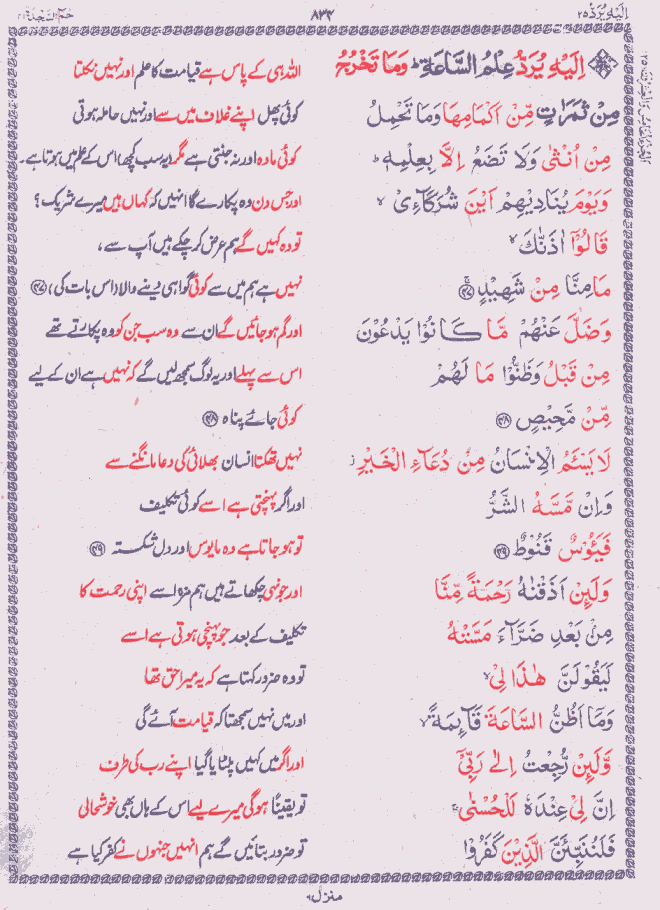 اِلَیْهِ یُرَدُّ ۲۵
۸۳۲
حٰمٓ السَّجْدَة ۴۱
اِلَیْهِ یُرَدُّ عِلْمُ السَّاعَةِ ؕ وَمَا تَخْرُجُ
اللہ ہی کے پاس ہے قیامت کا علم اور نہیں نکلتا
مِنْ ثَمَرٰتٍ مِّنْ اَكْمَامِهَا وَمَا تَحْمِلُ
کوئی پھل اپنے غلاف میں سے اور نہیں حاملہ ہوتی
مِنْ اُنْثٰی وَلَا تَضَعُ اِلَّا بِعِلْمِهٖ ؕ
کوئی مادہ اور نہ جنتی ہے مگر (یہ سب کچھ) اس کے علم میں ہوتا ہے۔
وَیَوْمَ یُنَادِیْهِمْ اَیْنَ شُرَكَآءِیْ ۙ
اور جس دن وہ پکارے گا انہیں کہ کہاں ہیں میرے شریک ؟
قَالُوْۤا اٰذَنّٰكَ ۙ
تو وہ کہیں گے ہم عرض کرچکے ہیں آپ سے ،
مَا مِنَّا مِنْ شَهِیْدٍ ۚ ﴿۴۷﴾
نہیں ہے ہم میں سے کوئی گواہی دینے والا (اس بات کی) ، ﴿۴۷﴾
وَضَلَّ عَنْهُمْ مَّا كَانُوْا یَدْعُوْنَ
اور گم ہوجائیں گے ان سے وہ سب جن کو وہ پکارتے تھے
مِنْ قَبْلُ وَظَنُّوْا مَا لَهُمْ
اس سے پہلے اور یہ لوگ سمجھ لیں گے کہ نہیں ہے ان کے لیے
مِّنْ مَّحِیْصٍ ﴿۴۸﴾
کوئی جائے پناہ ﴿۴۸﴾
لَا یَسْـَٔمُ الْاِنْسَانُ مِنْ دُعَآءِ الْخَیْرِ ؗ
نہیں تھکتا انسان بھلائی کی دعا مانگنے سے
وَاِنْ مَّسَّهُ الشَّرُّ
اور اگر پہنچتی ہے اسے کوئی تکلیف
فَیَـُٔوْسٌ قَنُوْطٌ ﴿۴۹﴾
تو ہوجاتا ہے وہ مایوس اور دل شکستہ ﴿۴۹﴾
وَلَىِٕنْ اَذَقْنٰهُ رَحْمَةً مِّنَّا
اور جونہی چکھاتے ہیں ہم مزا اسے اپنی رحمت کا
مِنْۢ بَعْدِ ضَرَّآءَ مَسَّتْهُ
تکلیف کے بعد جو پہنچی ہوتی ہے اسے
لَیَقُوْلَنَّ هٰذَا لِیْ ۙ
تو وہ ضرور کہتا ہے کہ یہ میرا حق تھا
وَمَاۤ اَظُنُّ السَّاعَةَ قَآىِٕمَةً ۙ
اور میں نہیں سمجھتا کہ قیامت آئے گی
وَّلَىِٕنْ رُّجِعْتُ اِلٰی رَبِّیْۤ
اور اگر میں کہیں پلٹایا گیا اپنے رب کی طرف
اِنَّ لِیْ عِنْدَهٗ لَلْحُسْنٰی ۚ
تو یقیناً ہوگی میرے لیے اس کے ہاں بھی خوشحالی
فَلَنُنَبِّئَنَّ الَّذِیْنَ كَفَرُوْا
تو ضرور بتائیں گے ہم انہیں جنہوں نے کفر کیا ہے
منزل ۶